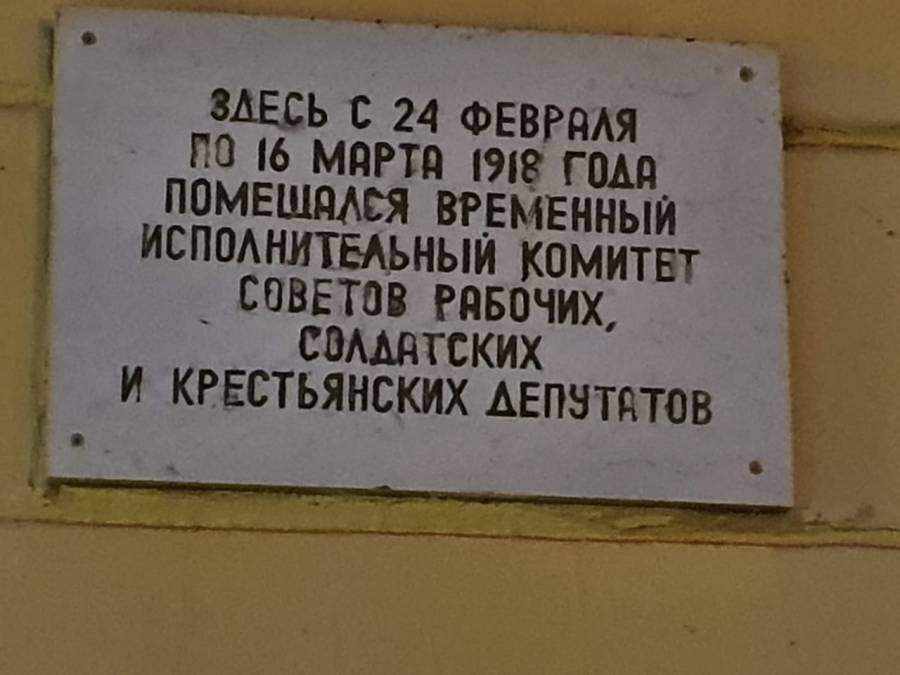 ЗДЕСЬ С 24 ФЕВРАЛЯ
ПО 16 МАРТА 1918 ГОДА
ПОМЕЩАЛСЯ ВРЕМЕННЫЙ
ИСПОЛНИТЕЛЬНЫЙ КОМИТЕТ
СОВЕТОВ РАБОЧИХ,
СОЛДАТСКИХ
И КРЕСТЬЯНСКИХ ДЕПУТАТОВ